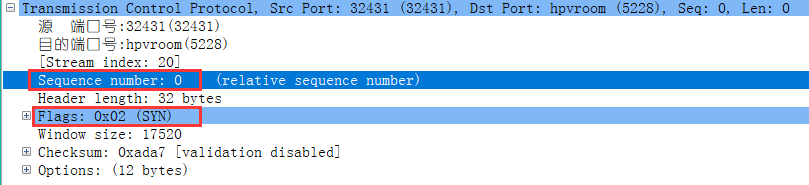 Transmission Control Protocol, Src Port: 32431 (32431), Dst Port: hpvroom (5228), Seq: 0, Len: 0
源 端口号:32431(32431)
目的端口号:hpvroom(5228)
[Stream index: 20]
Sequence number: 0 (relative sequence number)
Header length: 32 bytes
Flags: 0x02 (SYN)
Window size: 17520
Checksum: 0xada7 [validation disabled]
Options: (12 bytes)